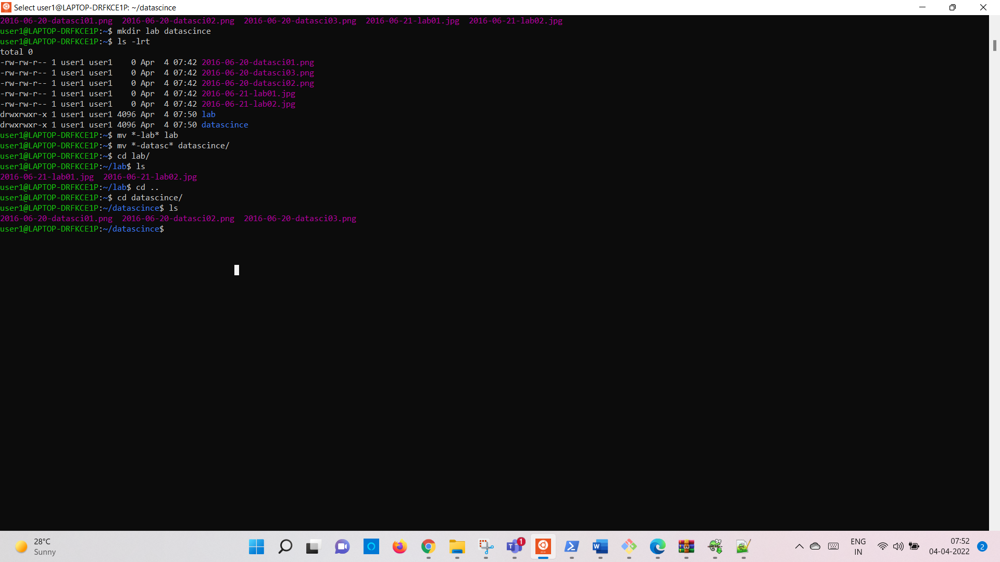 Select user1@LAPTOP-DRFKCE1P: ~/datascince
2016-06-20-datasci01.png  2016-06-20-datasci02.png  2016-06-20-datasci03.png  2016-06-21-lab01.jpg  2016-06-21-lab02.jpg
user1@LAPTOP-DRFKCE1P:~$ mkdir lab datascince
user1@LAPTOP-DRFKCE1P:~$ ls -lrt
total 0
-rw-rw-r-- 1 user1 user1    0 Apr  4 07:42 2016-06-20-datasci01.png
-rw-rw-r-- 1 user1 user1    0 Apr  4 07:42 2016-06-20-datasci03.png
-rw-rw-r-- 1 user1 user1    0 Apr  4 07:42 2016-06-20-datasci02.png
-rw-rw-r-- 1 user1 user1    0 Apr  4 07:42 2016-06-21-lab01.jpg
-rw-rw-r-- 1 user1 user1    0 Apr  4 07:42 2016-06-21-lab02.jpg
drwxrwxr-x 1 user1 user1 4096 Apr  4 07:50 lab
drwxrwxr-x 1 user1 user1 4096 Apr  4 07:50 datascince
user1@LAPTOP-DRFKCE1P:~$ mv *-lab* lab
user1@LAPTOP-DRFKCE1P:~$ mv *-datasc* datascince/
user1@LAPTOP-DRFKCE1P:~$ cd lab/
user1@LAPTOP-DRFKCE1P:~/lab$ ls
2016-06-21-lab01.jpg  2016-06-21-lab02.jpg
user1@LAPTOP-DRFKCE1P:~/lab$ cd ..
user1@LAPTOP-DRFKCE1P:~$ cd datascince/
user1@LAPTOP-DRFKCE1P:~/datascince$ ls
2016-06-20-datasci01.png  2016-06-20-datasci02.png  2016-06-20-datasci03.png
user1@LAPTOP-DRFKCE1P:~/datascince$
28°C
Sunny
1
ENG
IN
07:52
04-04-2022
2